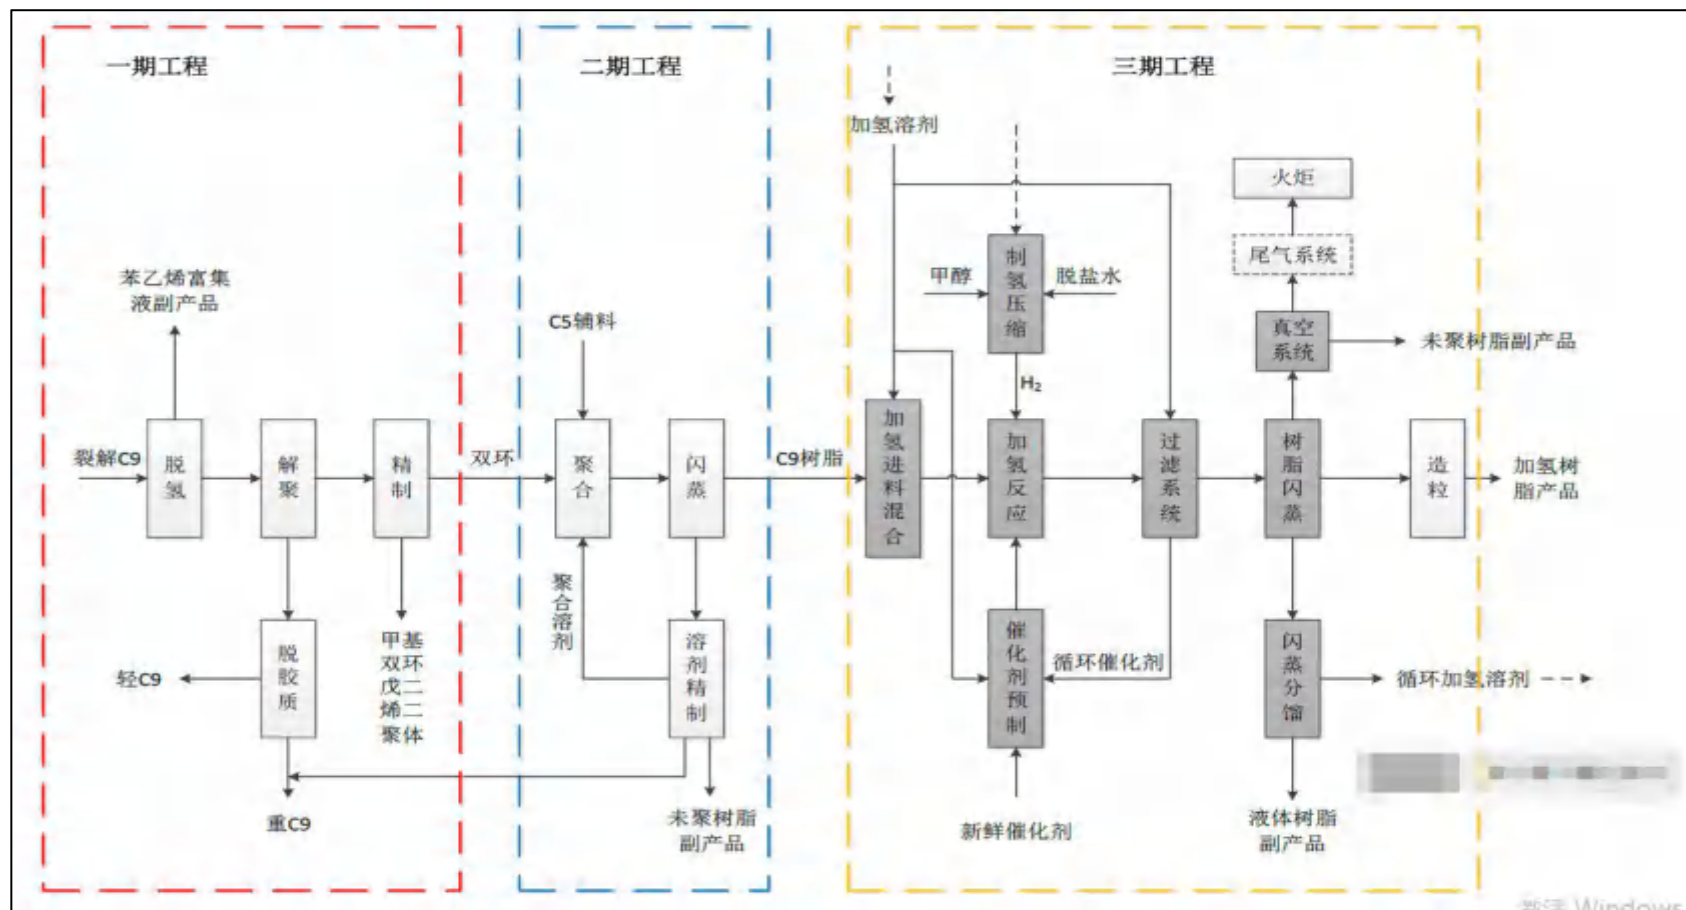 一期工程
二期工程
三期工程
加氢溶剂
火炬
尾气系统
苯乙烯富集
液副产品
甲醇
制氢压缩
脱盐水
C5辅料
真空
系统
未聚树脂副产品
H₂
裂解C9
脱氢
解聚
精制
双环
聚合
闪蒸
C9树脂
加氢进料混合
加氢反应
过滤系统
树脂闪蒸
造粒
加氢树
脂产品
聚合溶剂
轻C9
脱胶质
甲基
双环
戊二
烯二
聚体
溶剂精制
催化剂预制
循环催化剂
闪蒸分馏
循环加氢溶剂
重C9
未聚树脂
副产品
新鲜催化剂
液体树脂
副产品
激活 Windows